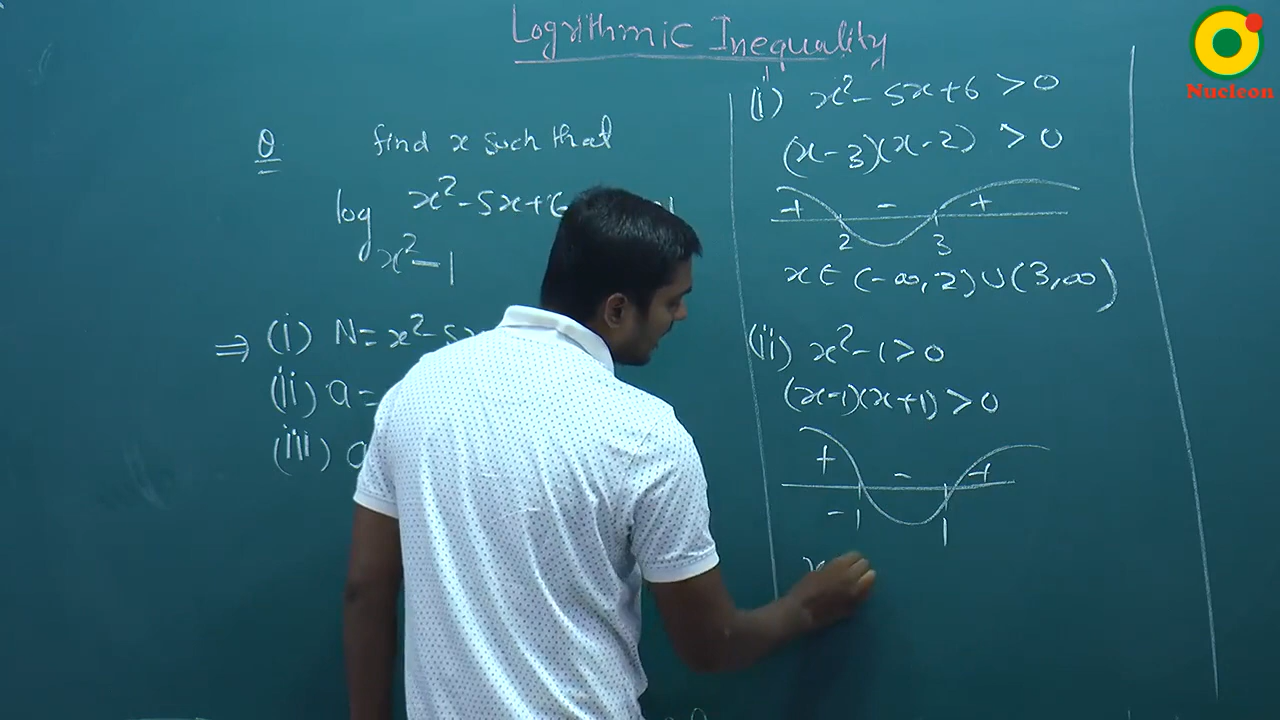 Logrithmic Inequality
Nucleon
Q find x such that
log x²-1 x²-5x+6
⇒ (i) N = x²-5x
(ii) a =
(iii) a
(i) x²-5x+6 > 0
(x-3)(x-2) > 0
+ - +
2 3
x ∈ (-∞, 2) ∪ (3, ∞)
(ii) x²-1 > 0
(x-1)(x+1) > 0
+ - +
-1 1
x